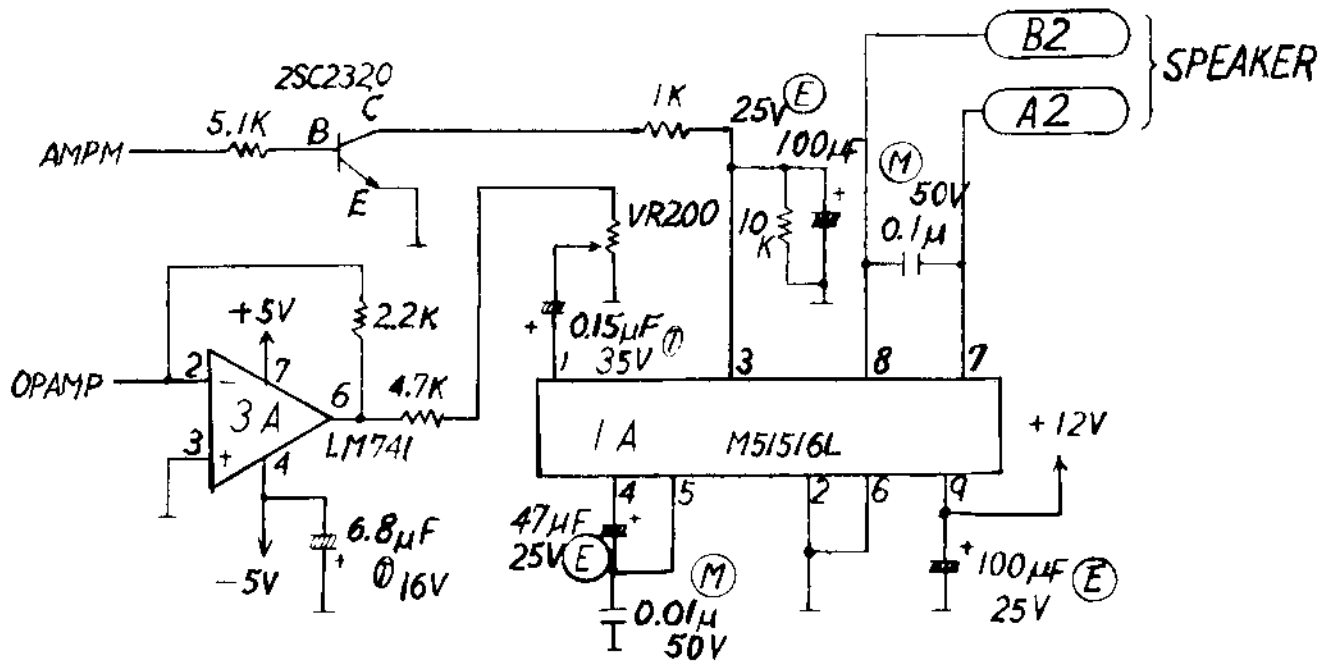 B2
SPEAKER
A2
2SC2320
C
1K
25V Ⓔ
100µF
5.1K
B
AMPM
E
Ⓜ
50V
0.1µ
VR200
10
K
+
+5V
2.2K
+
0.15µF Ⓣ
35V
1
3
8
7
OPAMP
2
−
7
6
4.7K
3A
LM741
3
+
4
1A
M51516L
+12V
4
5
2
6
9
6.8µF
+
Ⓣ 16V
−5V
47µF
+
25V Ⓔ
Ⓜ
0.01µ
50V
+
100µF Ⓔ
25V